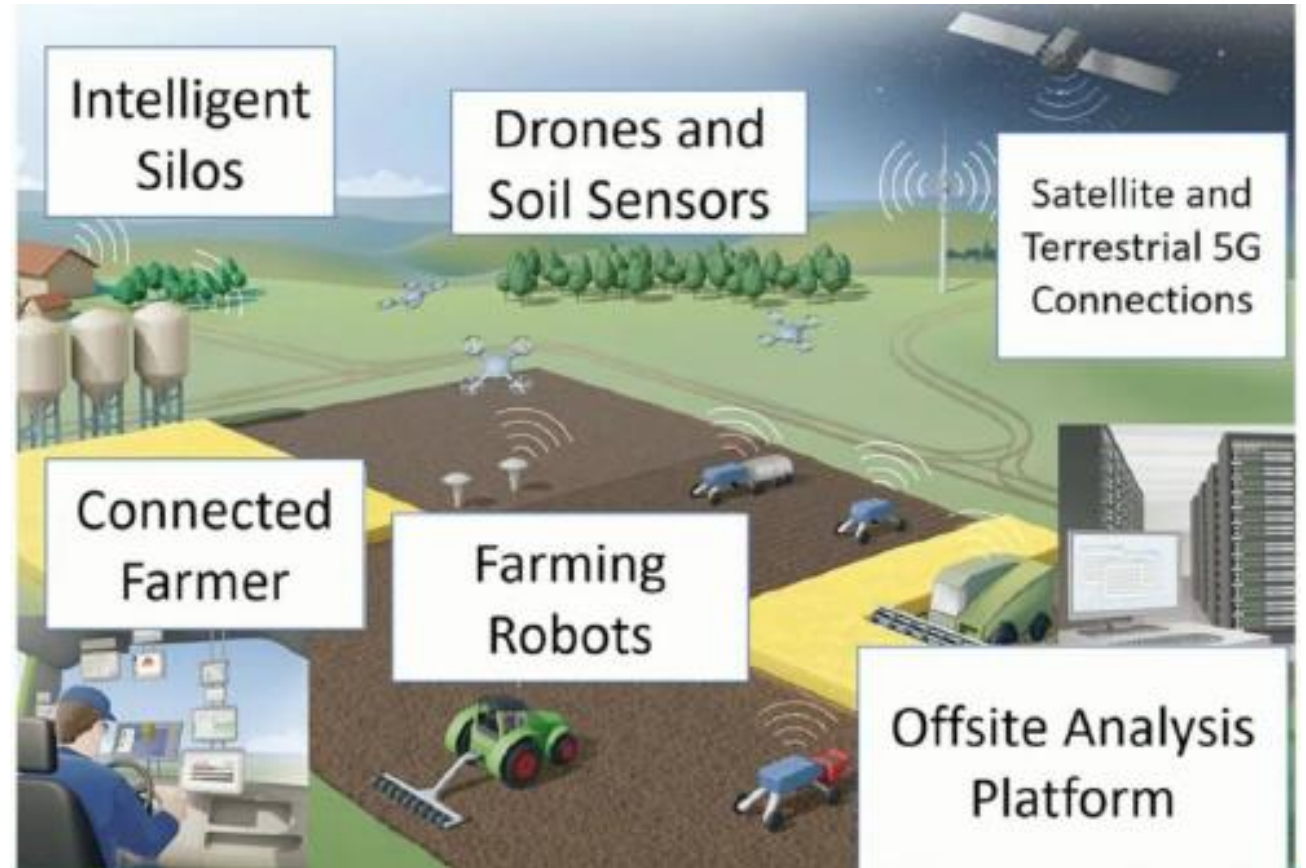 Intelligent
Silos
Drones and
Soil Sensors
Satellite and
Terrestrial 5G
Connections
Connected
Farmer
Farming
Robots
Offsite Analysis
Platform